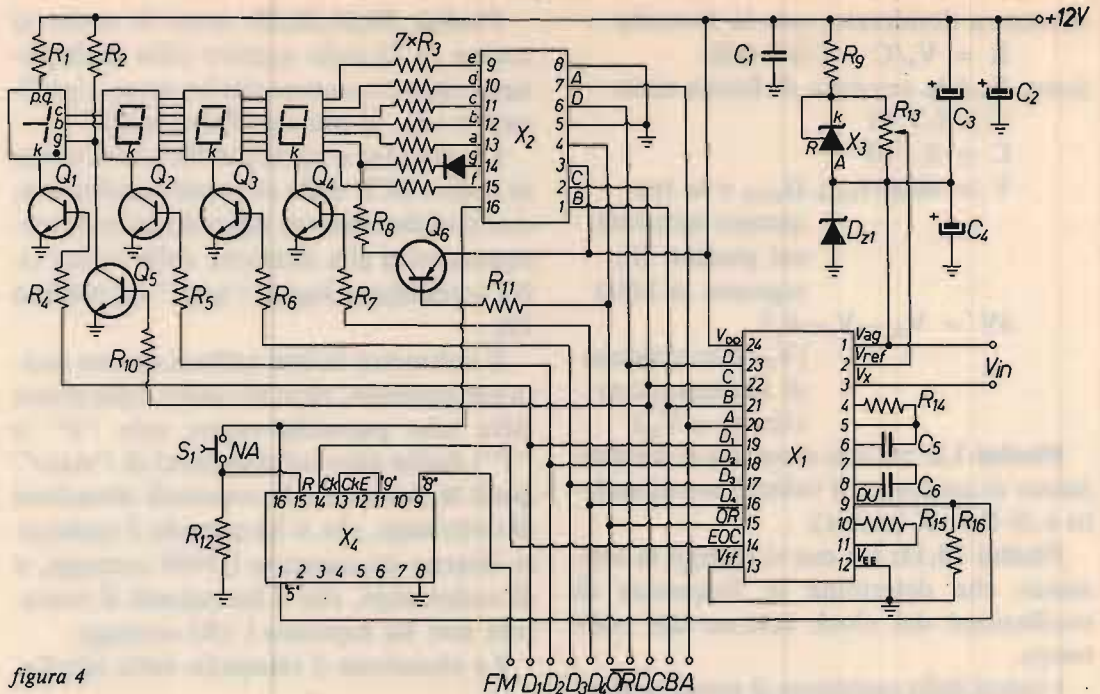 R₁
R₂
7×R₃
p.q.
c
b
g
k
k
k
k
e 9
d 10
c 11
b 12
a 13
g 14
f 15
16
X₂
8
7 A
6 D
5
4
3
2 C
1 B
C₁
R₉
k
R
X₃
A
R₁₃
C₃
C₂
+12V
+
+
+
D_z1
C₄
Q₁
Q₂
Q₃
Q₄
R₈
Q₆
Q₅
R₄
R₅
R₆
R₇
R₁₁
R₁₀
S₁
NA
R₁₂
R
CK
CKE
"9"
"8"
16 15 14 13 12 11 10 9
X₄
1 2 3 4 5 6 7 8
"5"
V_DD 24
D 23
C 22
B 21
A 20
D₁ 19
D₂ 18
D₃ 17
D₄ 16
OR 15
EOC 14
Vff 13
X₁
1 Vag
2 Vref
3 Vx
4
5
6
7
8
9 DU
10
11
12 VEE
R₁₄
C₅
C₆
R₁₅
R₁₆
Vin
figura 4
FM D₁ D₂ D₃ D₄ OR D C B A